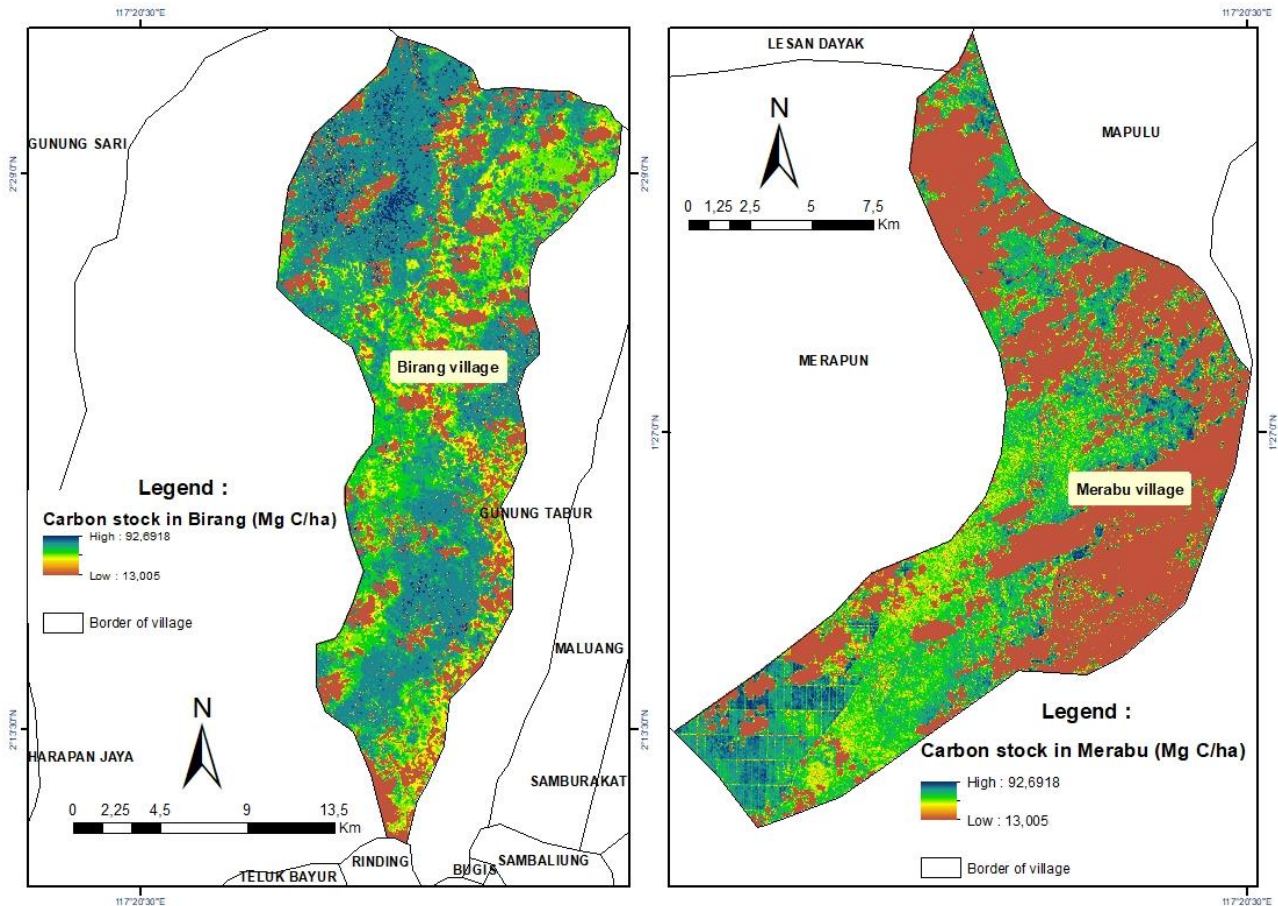 117°20'30"E
GUNUNG SARI
2°29'0"N
Birang village
Legend :
Carbon stock in Birang (Mg C/ha)
High : 92,6918
Low : 13,005
Border of village
GUNUNG TABUR
MALUANG
2°13'30"N
HARAPAN JAYA
N
SAMBURAKAT
0 2,25 4,5 9 13,5
Km
RINDING
SAMBALIUNG
BUGIS
TELUK BAYUR
117°20'30"E
117°20'30"E
LESAN DAYAK
N
MAPULU
0 1,25 2,5 5 7,5
Km
MERAPUN
1°27'0"N
1°27'0"N
Merabu village
Legend :
Carbon stock in Merabu (Mg C/ha)
High : 92,6918
Low : 13,005
Border of village
117°20'30"E